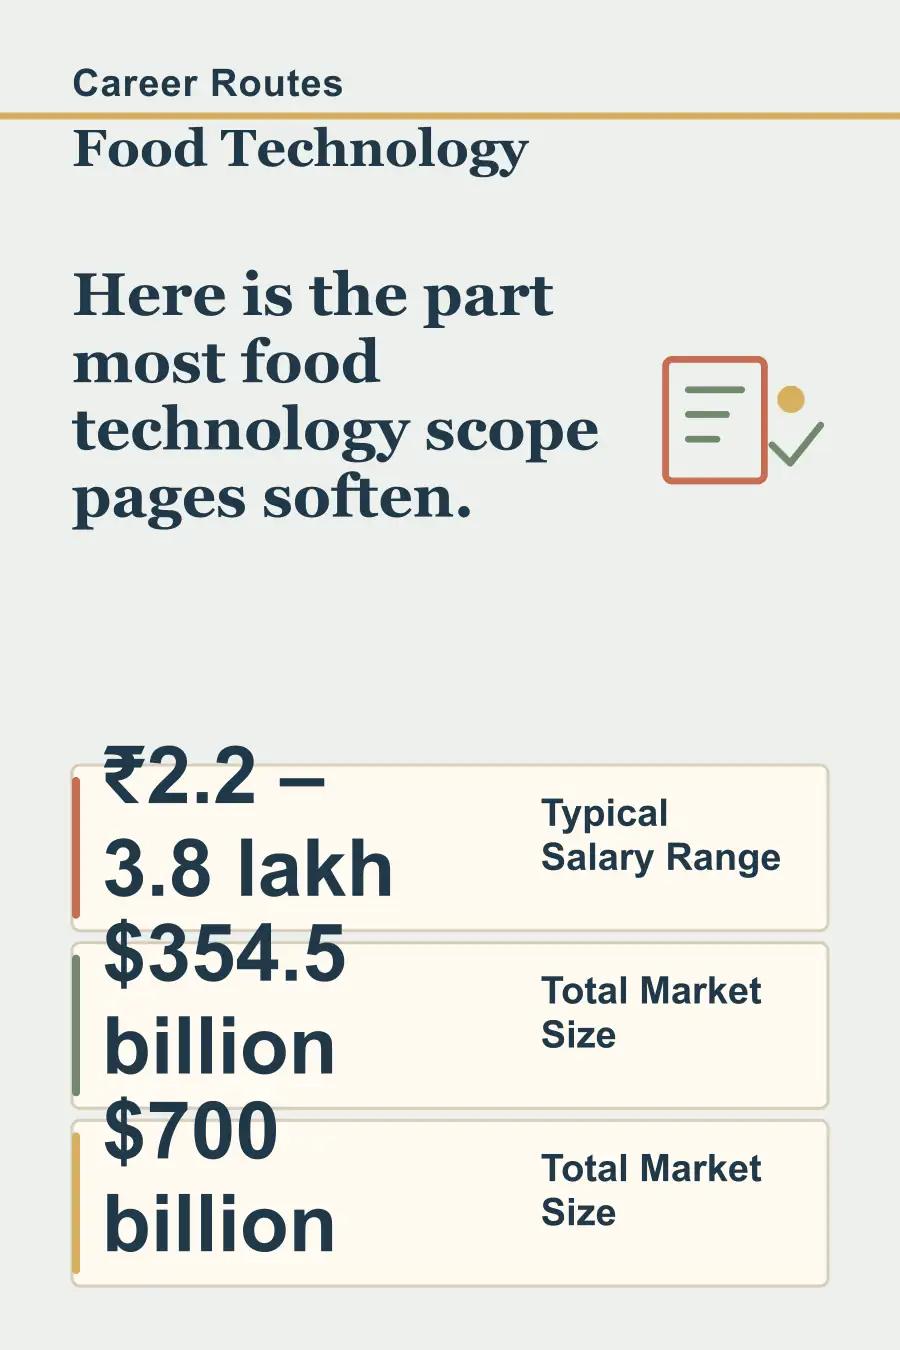 Career Routes
Food Technology
Here is the part
most food
technology scope
pages soften.
₹2.2 –
3.8 lakh
Typical
Salary Range
$354.5
billion
Total Market
Size
$700
billion
Total Market
Size